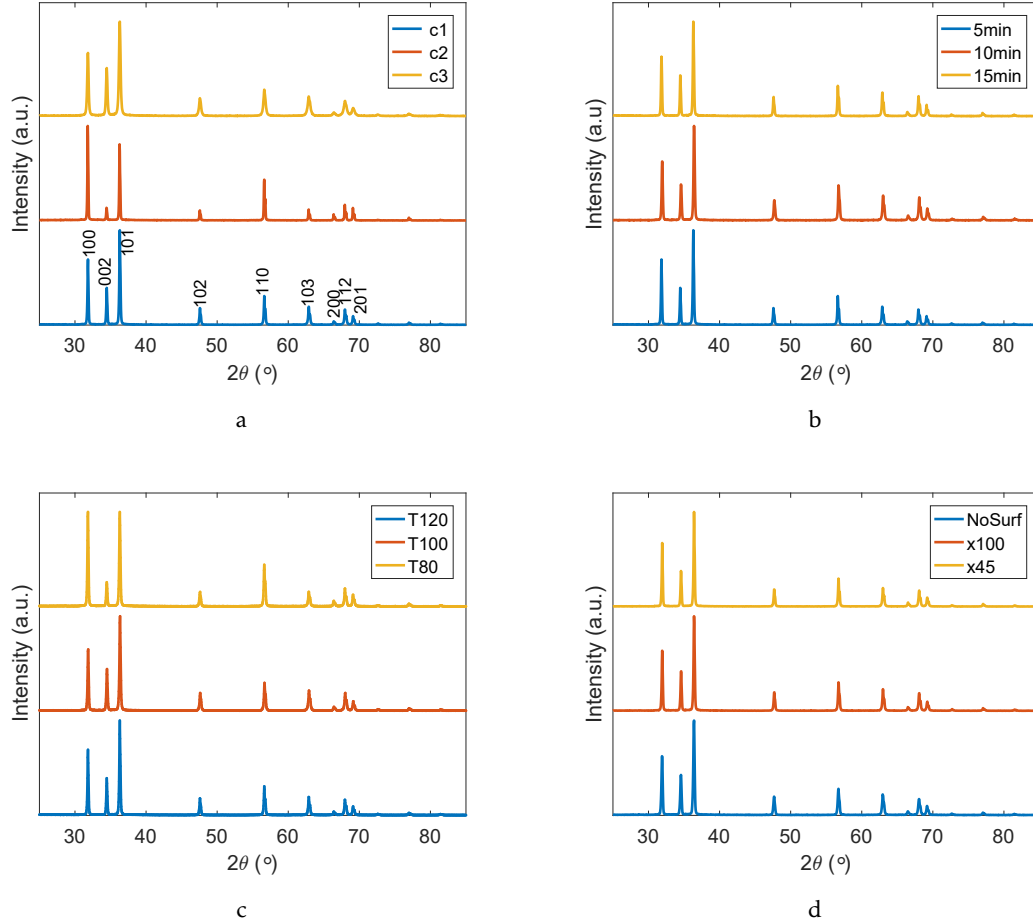 c1
c2
c3
Intensity (a.u.)
100
002
101
102
110
103
200
112
201
30 40 50 60 70 80
2θ (°)
a
5min
10min
15min
Intensity (a.u)
30 40 50 60 70 80
2θ (°)
b
T120
T100
T80
Intensity (a.u.)
30 40 50 60 70 80
2θ (°)
c
NoSurf
x100
x45
Intensity (a.u.)
30 40 50 60 70 80
2θ (°)
d